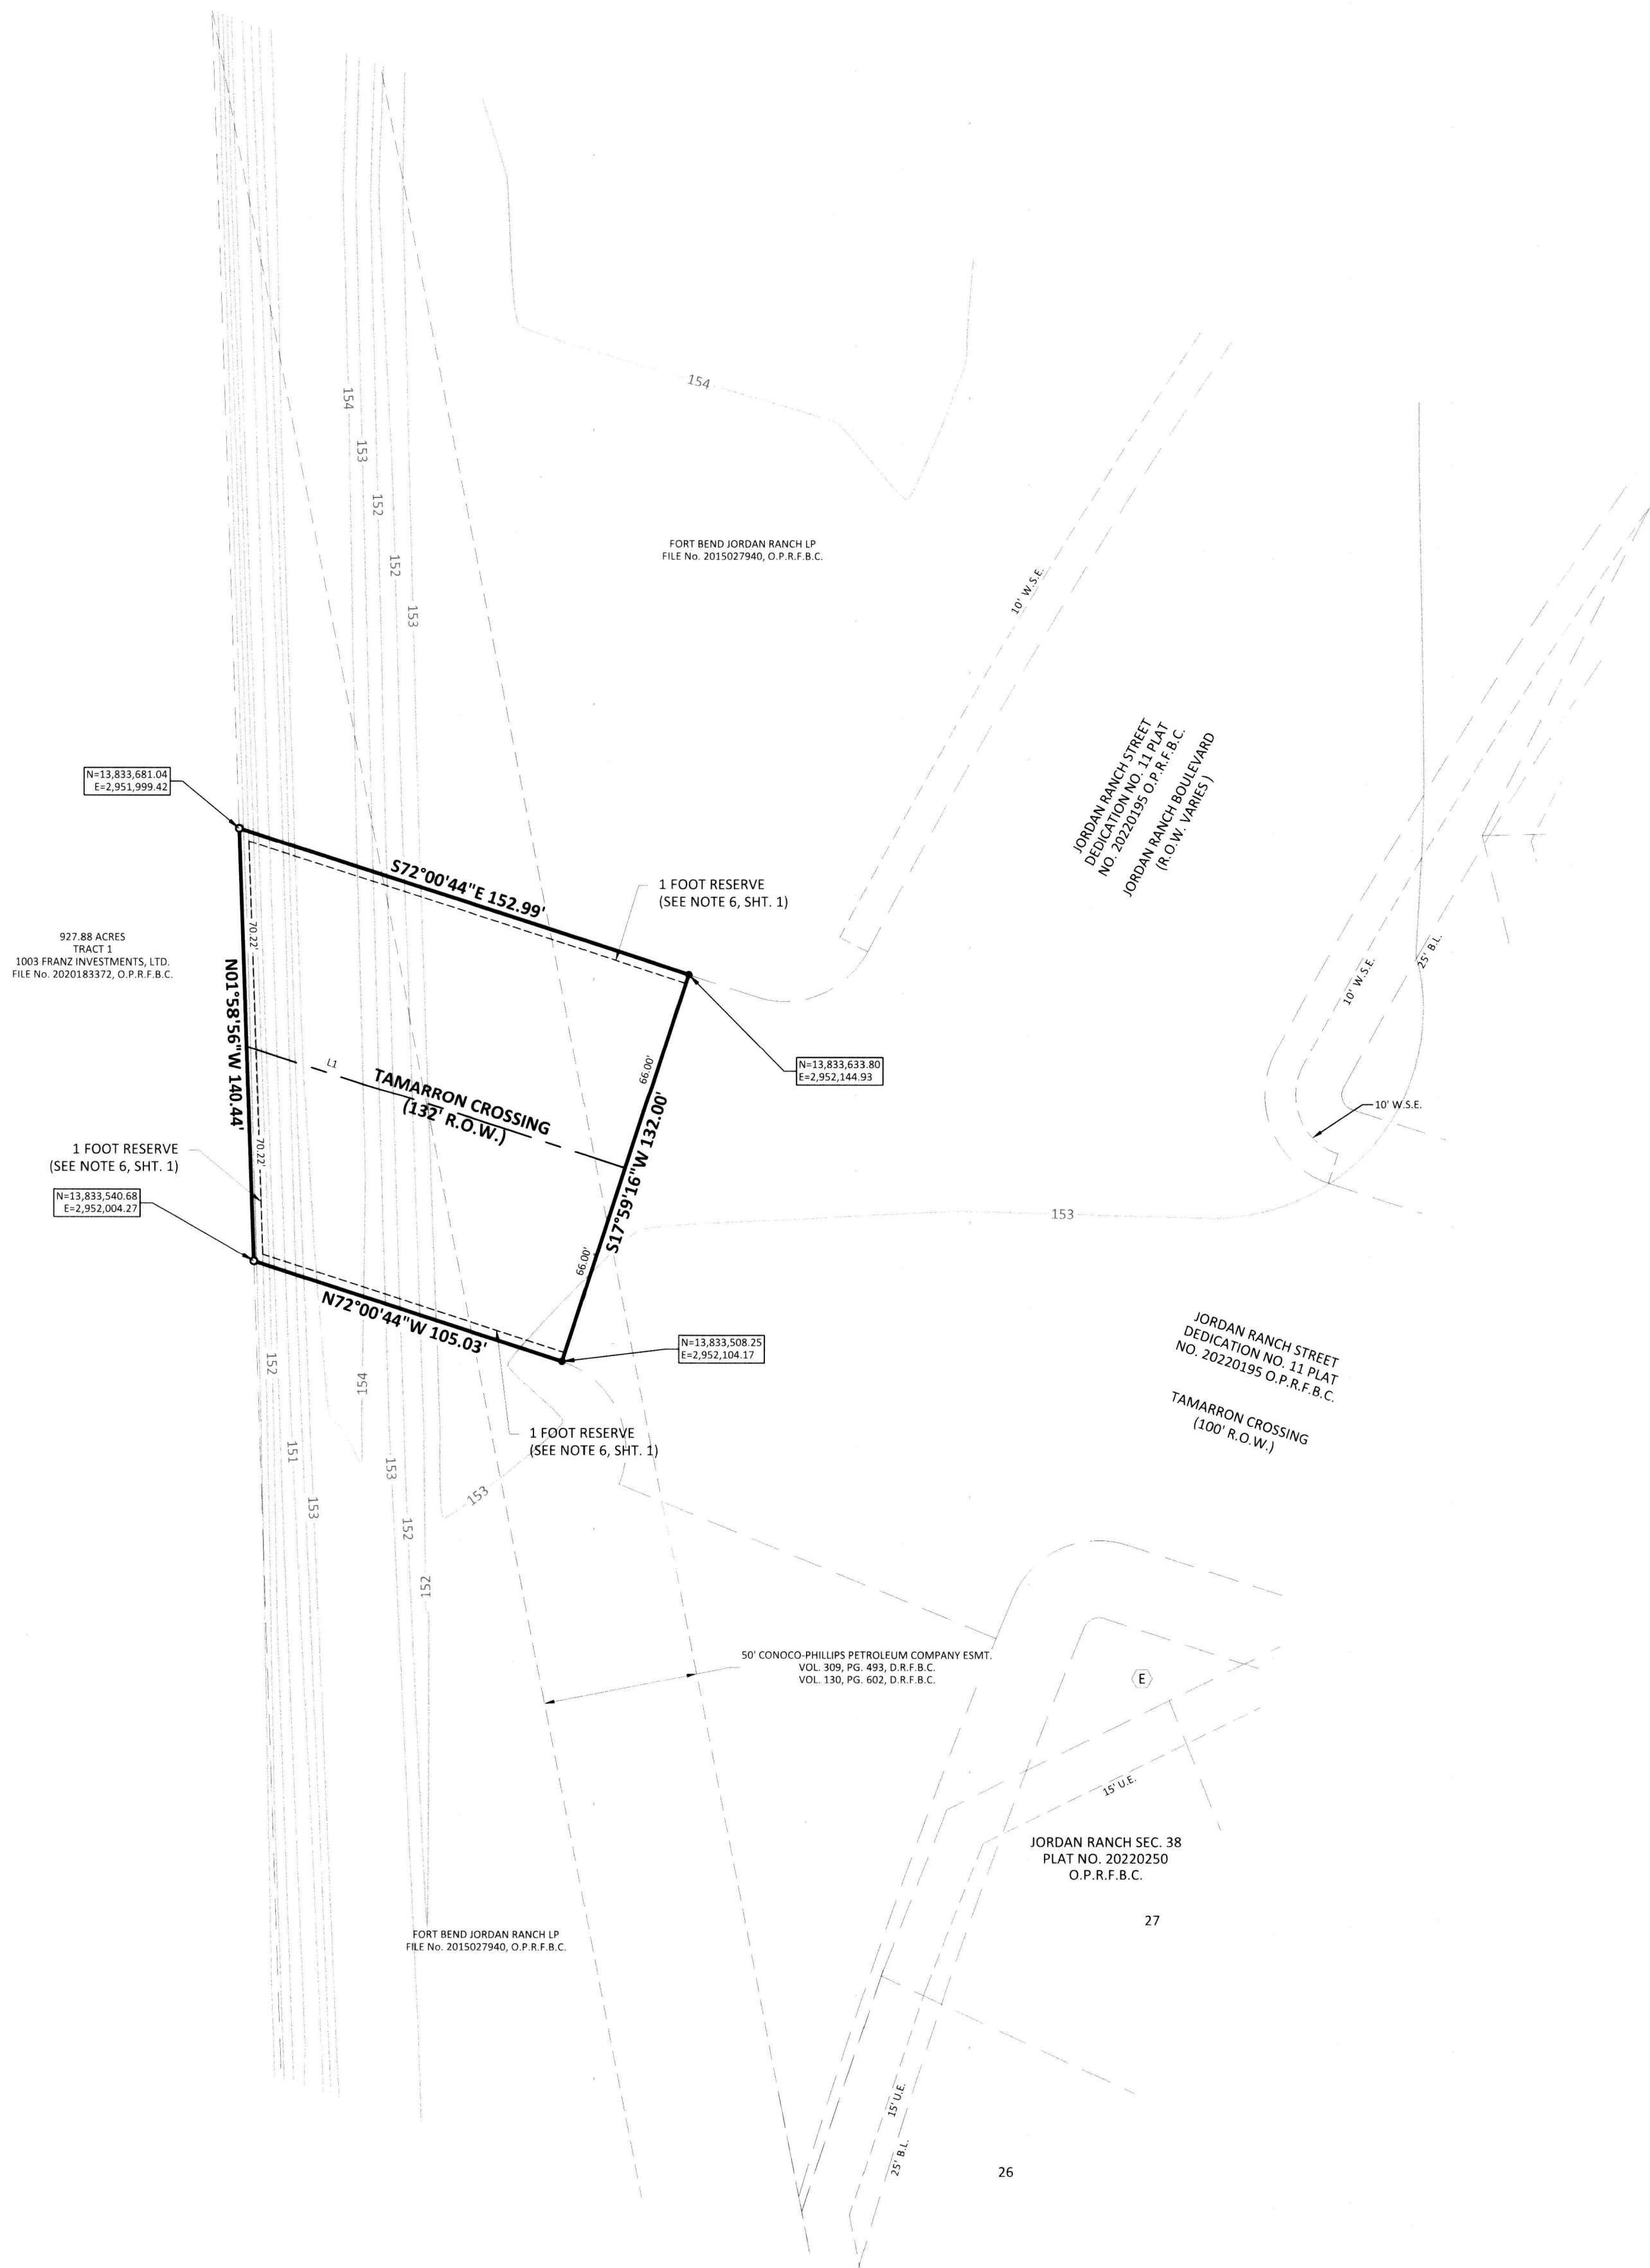 154
154
153
152
152
153
FORT BEND JORDAN RANCH LP
FILE No. 2015027940, O.P.R.F.B.C.
10' W.S.E.
JORDAN RANCH STREET
DEDICATION NO. 11 PLAT
NO. 20220195 O.P.R.F.B.C.
JORDAN RANCH BOULEVARD
(R.O.W. VARIES )
N=13,833,681.04
E=2,951,999.42
S72°00'44"E 152.99'
1 FOOT RESERVE
(SEE NOTE 6, SHT. 1)
927.88 ACRES
TRACT 1
1003 FRANZ INVESTMENTS, LTD.
FILE No. 2020183372, O.P.R.F.B.C.
70.22'
N01°58'56"W 140.44'
25' B.L.
10' W.S.E.
L1
TAMARRON CROSSING
(132' R.O.W.)
66.00'
N=13,833,633.80
E=2,952,144.93
10' W.S.E.
70.22'
S17°59'16"W 132.00'
1 FOOT RESERVE
(SEE NOTE 6, SHT. 1)
N=13,833,540.68
E=2,952,004.27
153
66.00'
N72°00'44"W 105.03'
N=13,833,508.25
E=2,952,104.17
JORDAN RANCH STREET
DEDICATION NO. 11 PLAT
NO. 20220195 O.P.R.F.B.C.
TAMARRON CROSSING
(100' R.O.W.)
152
154
1 FOOT RESERVE
(SEE NOTE 6, SHT. 1)
151
153
153
153
152
152
50' CONOCO-PHILLIPS PETROLEUM COMPANY ESMT.
VOL. 309, PG. 493, D.R.F.B.C.
VOL. 130, PG. 602, D.R.F.B.C.
E
15' U.E.
JORDAN RANCH SEC. 38
PLAT NO. 20220250
O.P.R.F.B.C.
27
FORT BEND JORDAN RANCH LP
FILE No. 2015027940, O.P.R.F.B.C.
15' U.E.
25' B.L.
26